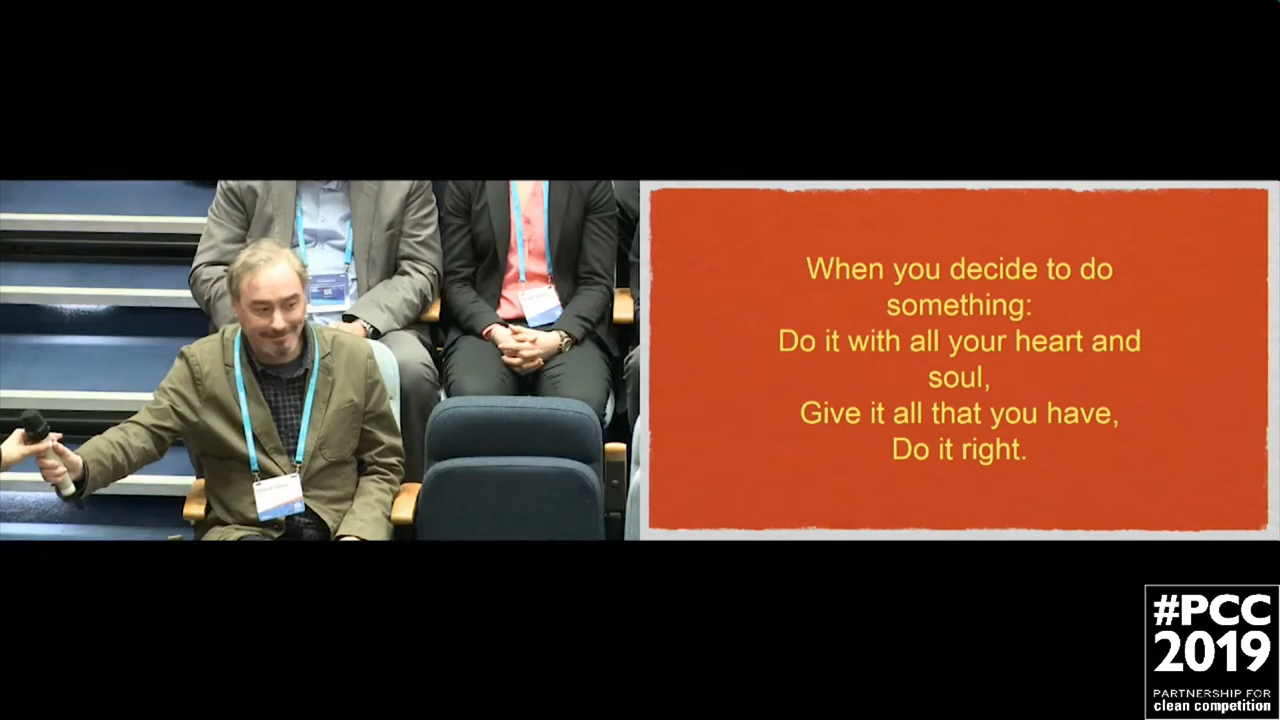 When you decide to do
something:
Do it with all your heart and
soul,
Give it all that you have,
Do it right.
#PCC
2019
PARTNERSHIP FOR
clean competition